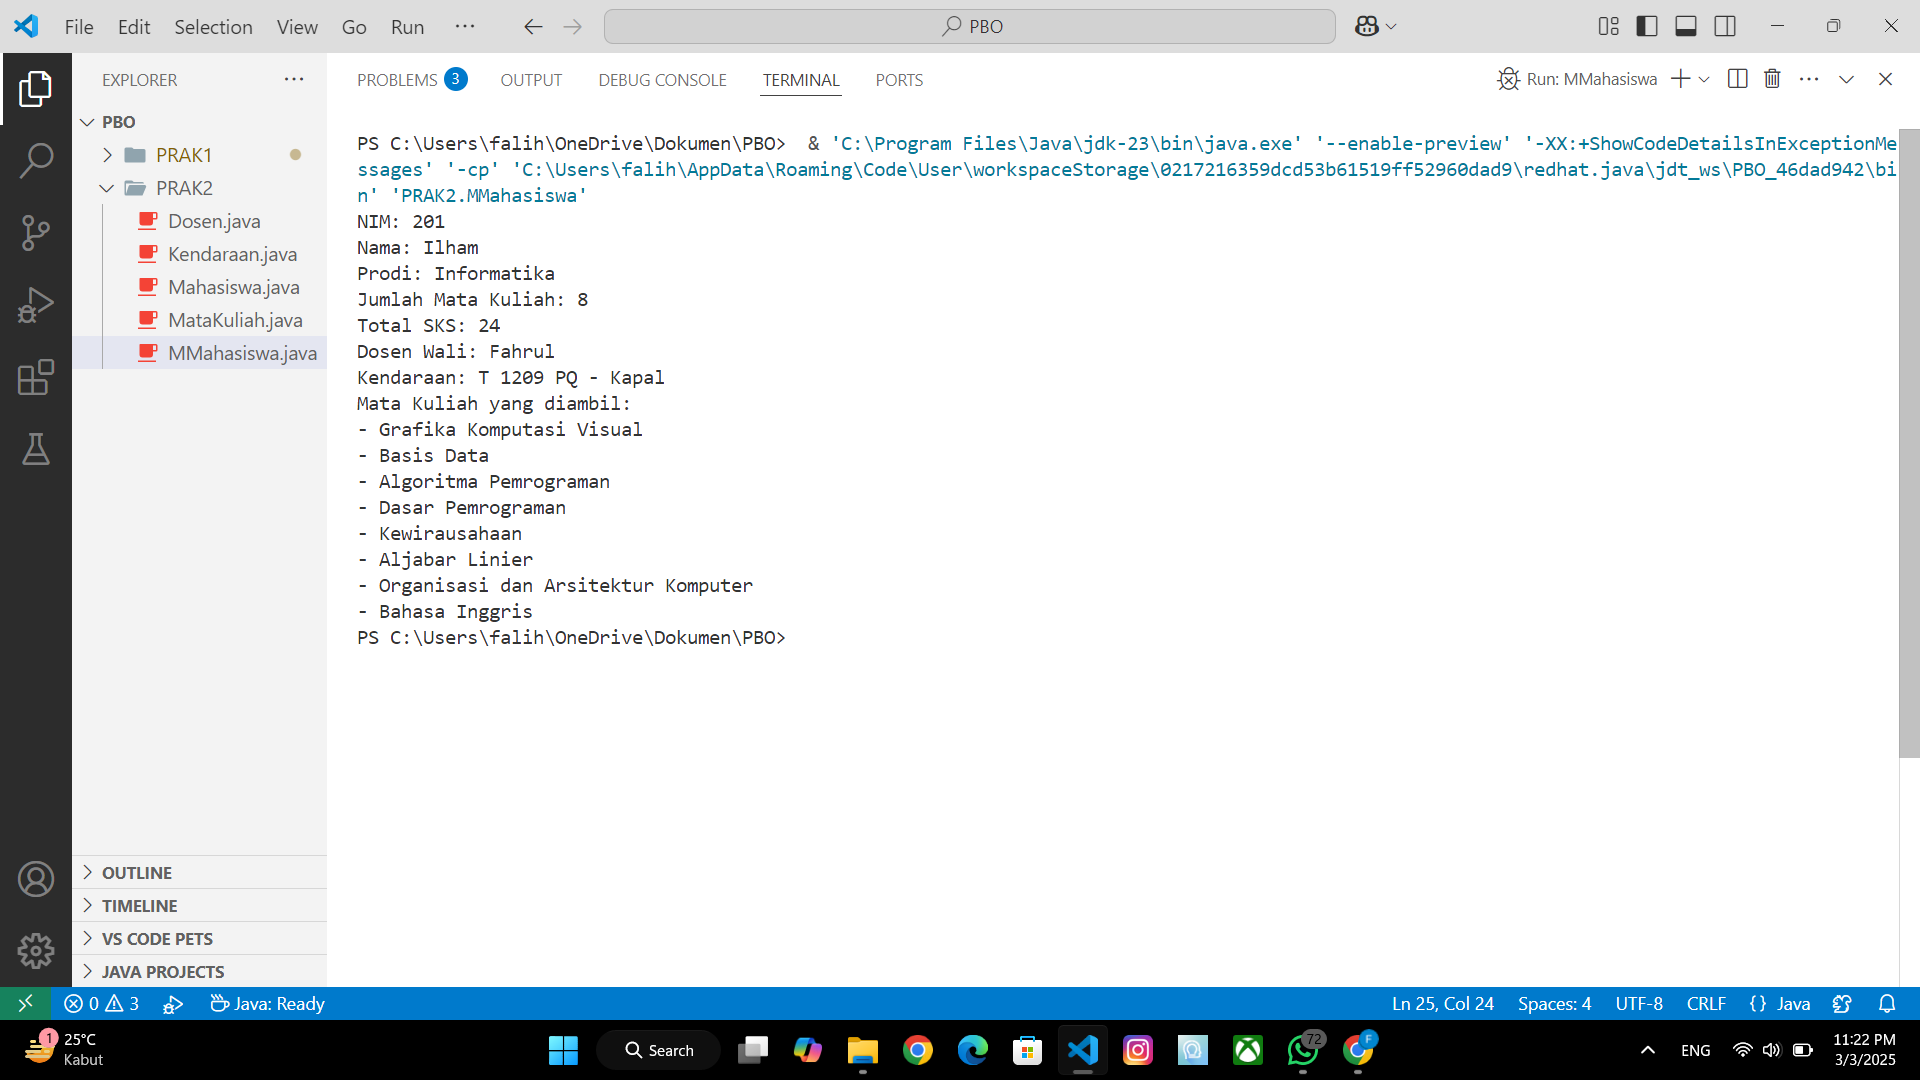 File Edit Selection View Go Run ···
PBO
EXPLORER ···
PROBLEMS 3 OUTPUT DEBUG CONSOLE TERMINAL PORTS
Run: MMahasiswa
PBO
PRAK1
PRAK2
Dosen.java
Kendaraan.java
Mahasiswa.java
MataKuliah.java
MMahasiswa.java
PS C:\Users\falih\OneDrive\Dokumen\PBO>  & 'C:\Program Files\Java\jdk-23\bin\java.exe' '--enable-preview' '-XX:+ShowCodeDetailsInExceptionMe
ssages' '-cp' 'C:\Users\falih\AppData\Roaming\Code\User\workspaceStorage\0217216359dcd53b61519ff52960dad9\redhat.java\jdt_ws\PBO_46dad942\bi
n' 'PRAK2.MMahasiswa'
NIM: 201
Nama: Ilham
Prodi: Informatika
Jumlah Mata Kuliah: 8
Total SKS: 24
Dosen Wali: Fahrul
Kendaraan: T 1209 PQ - Kapal
Mata Kuliah yang diambil:
- Grafika Komputasi Visual
- Basis Data
- Algoritma Pemrograman
- Dasar Pemrograman
- Kewirausahaan
- Aljabar Linier
- Organisasi dan Arsitektur Komputer
- Bahasa Inggris
PS C:\Users\falih\OneDrive\Dokumen\PBO>
OUTLINE
TIMELINE
VS CODE PETS
JAVA PROJECTS
0 3 Java: Ready
Ln 25, Col 24 Spaces: 4 UTF-8 CRLF {} Java
1
25°C
Kabut
Search
72
F
ENG
11:22 PM
3/3/2025